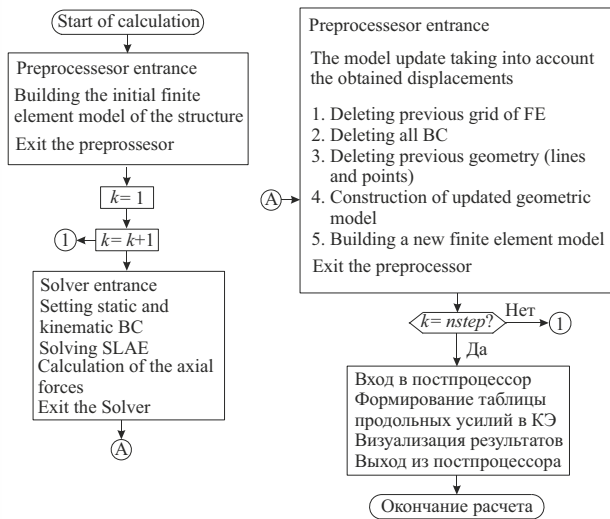 Start of calculation
Preprocessesor entrance
Building the initial finite
element model of the structure
Exit the preprossesor
k= 1
1
k= k+1
Solver entrance
Setting static and
kinematic BC
Solving SLAE
Calculation of the axial
forces
Exit the Solver
A
Preprocessesor entrance
The model update taking into account
the obtained displacements
1. Deleting previous grid of FE
2. Deleting all BC
3. Deleting previous geometry (lines
and points)
A
4. Construction of updated geometric
model
5. Building a new finite element model
Exit the preprocessor
k= nstep?
Нет
1
Да
Вход в постпроцессор
Формирование таблицы
продольных усилий в КЭ
Визуализация результатов
Выход из постпроцессора
Окончание расчета